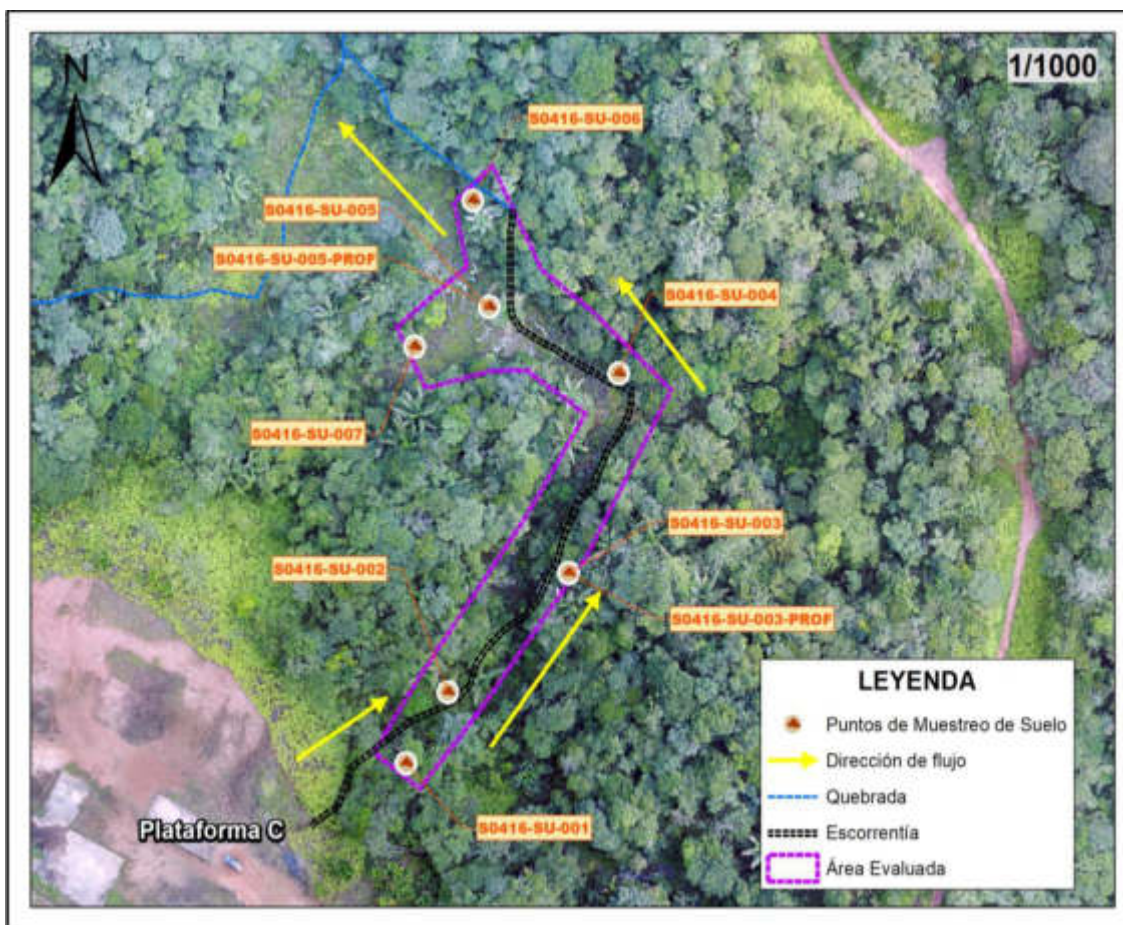 N
1/1000
S0416-SU-006
S0416-SU-005
S0416-SU-005-PROF
S0416-SU-004
S0416-SU-007
S0416-SU-003
S0416-SU-002
S0416-SU-003-PROF
S0416-SU-001
Plataforma C
LEYENDA
Puntos de Muestreo de Suelo
Dirección de flujo
Quebrada
Escorrentía
Área Evaluada